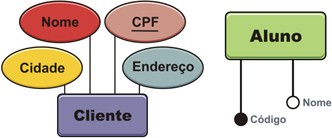 Nome
CPF
Cidade
Endereço
Cliente
Aluno
Nome
Código